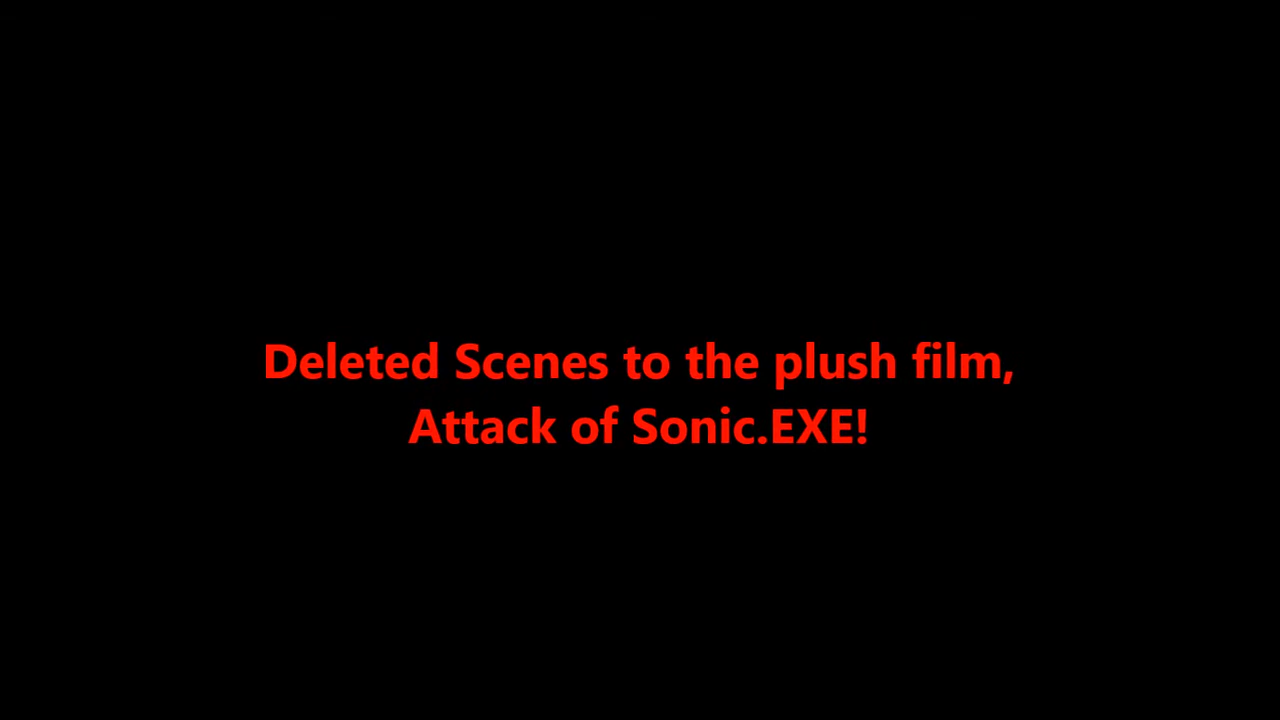 Deleted Scenes to the plush film,
Attack of Sonic.EXE!